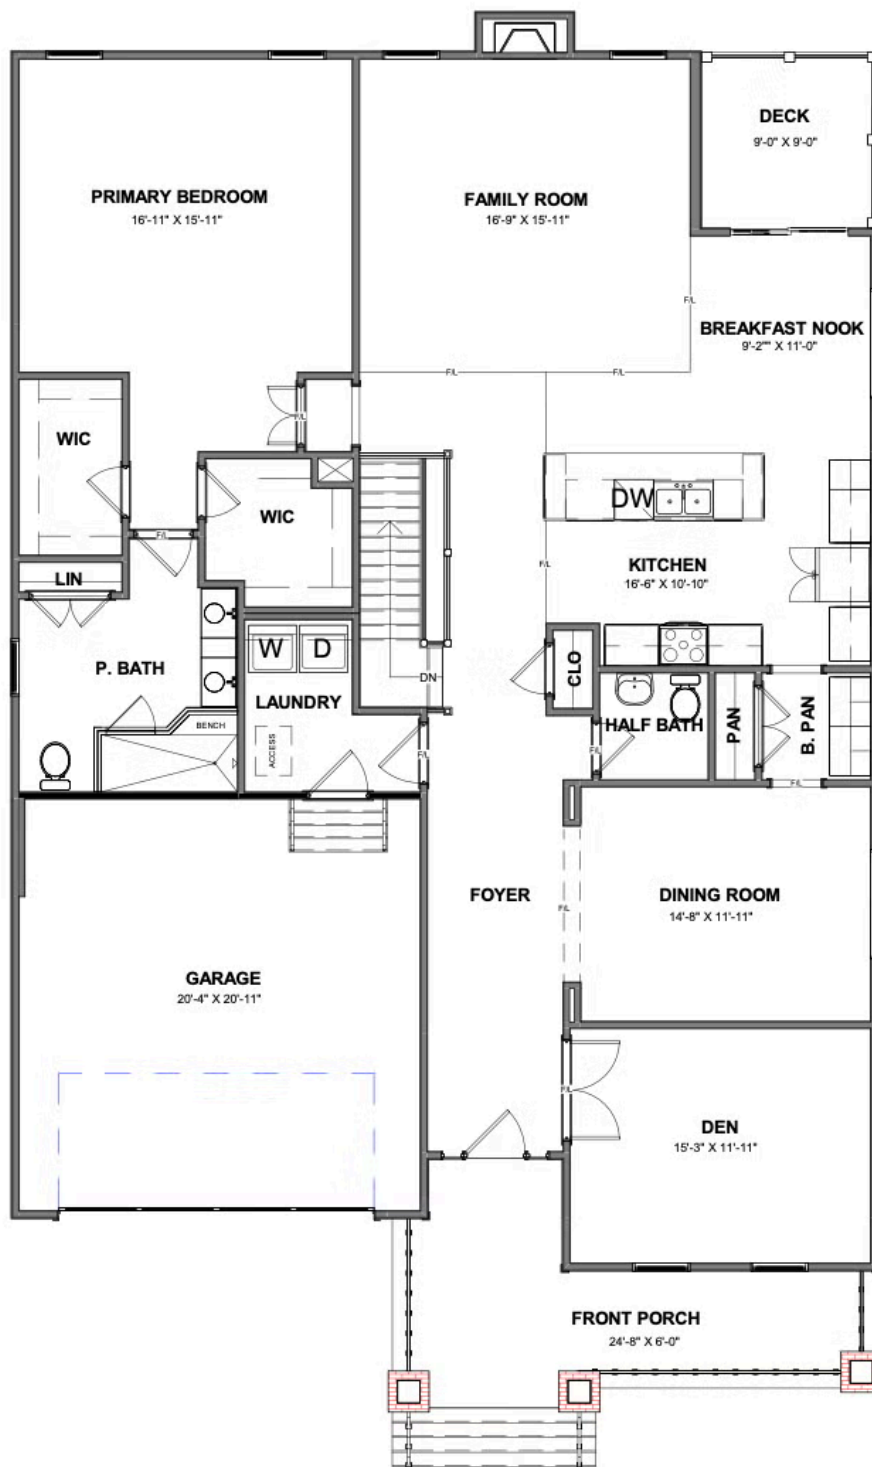 DECK
9'-0" X 9'-0"
PRIMARY BEDROOM
16'-11" X 15'-11"
FAMILY ROOM
16'-9" X 15'-11"
F/L
BREAKFAST NOOK
9'-2"" X 11'-0"
F/L
F/L
F/L
WIC
WIC
DW
F/L
KITCHEN
16'-6" X 10'-10"
F/L
LIN
W
D
P. BATH
CLO
DN
LAUNDRY
BENCH
HALF BATH
PAN
B. PAN
ACCESS
F/L
F/L
F/L
FOYER
DINING ROOM
14'-8" X 11'-11"
F/L
GARAGE
20'-4" X 20'-11"
F/L
DEN
15'-3" X 11'-11"
FRONT PORCH
24'-8" X 6'-0"